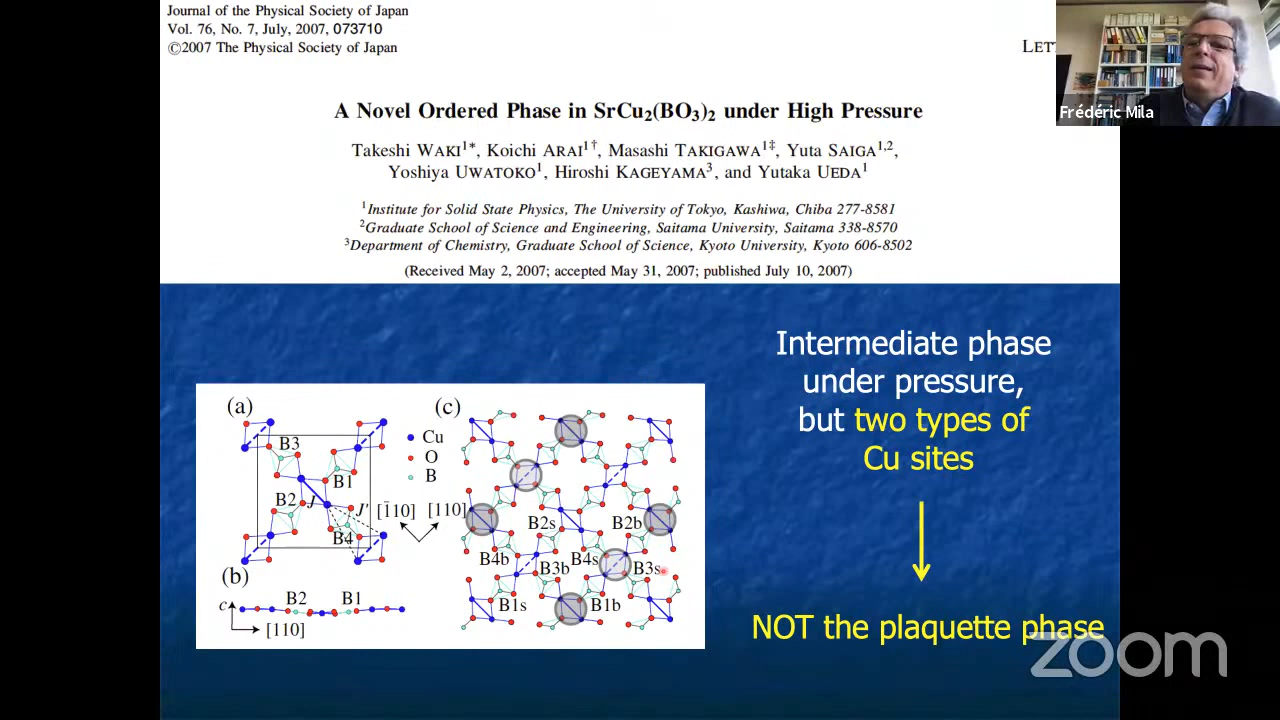 Journal of the Physical Society of Japan
Vol. 76, No. 7, July, 2007, 073710
©2007 The Physical Society of Japan
LETT
Frédéric Mila
A Novel Ordered Phase in SrCu₂(BO₃)₂ under High Pressure
Takeshi WAKI¹*, Koichi ARAI¹†, Masashi TAKIGAWA¹‡, Yuta SAIGA¹,²,
Yoshiya UWATOKO¹, Hiroshi KAGEYAMA³, and Yutaka UEDA¹
¹Institute for Solid State Physics, The University of Tokyo, Kashiwa, Chiba 277-8581
²Graduate School of Science and Engineering, Saitama University, Saitama 338-8570
³Department of Chemistry, Graduate School of Science, Kyoto University, Kyoto 606-8502
(Received May 2, 2007; accepted May 31, 2007; published July 10, 2007)
Intermediate phase
under pressure,
but two types of
Cu sites
NOT the plaquette phase
(a)
B3
B1
B2
J
J'
B4
Cu
O
B
[1̄10]
[110]
(b)
B2
B1
c
[110]
(c)
B2s
B2b
B4b
B3b
B4s
B3s
B1s
B1b
zoom